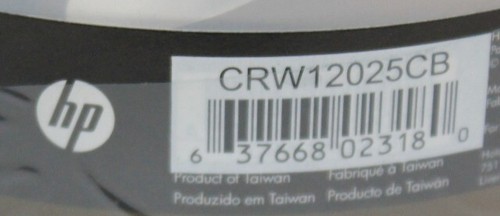 hp
CRW12025CB
6 37668 02318 0
Product of Taiwan Fabriqué à Taiwan
Produzido em Taiwan Producto de Taiwán